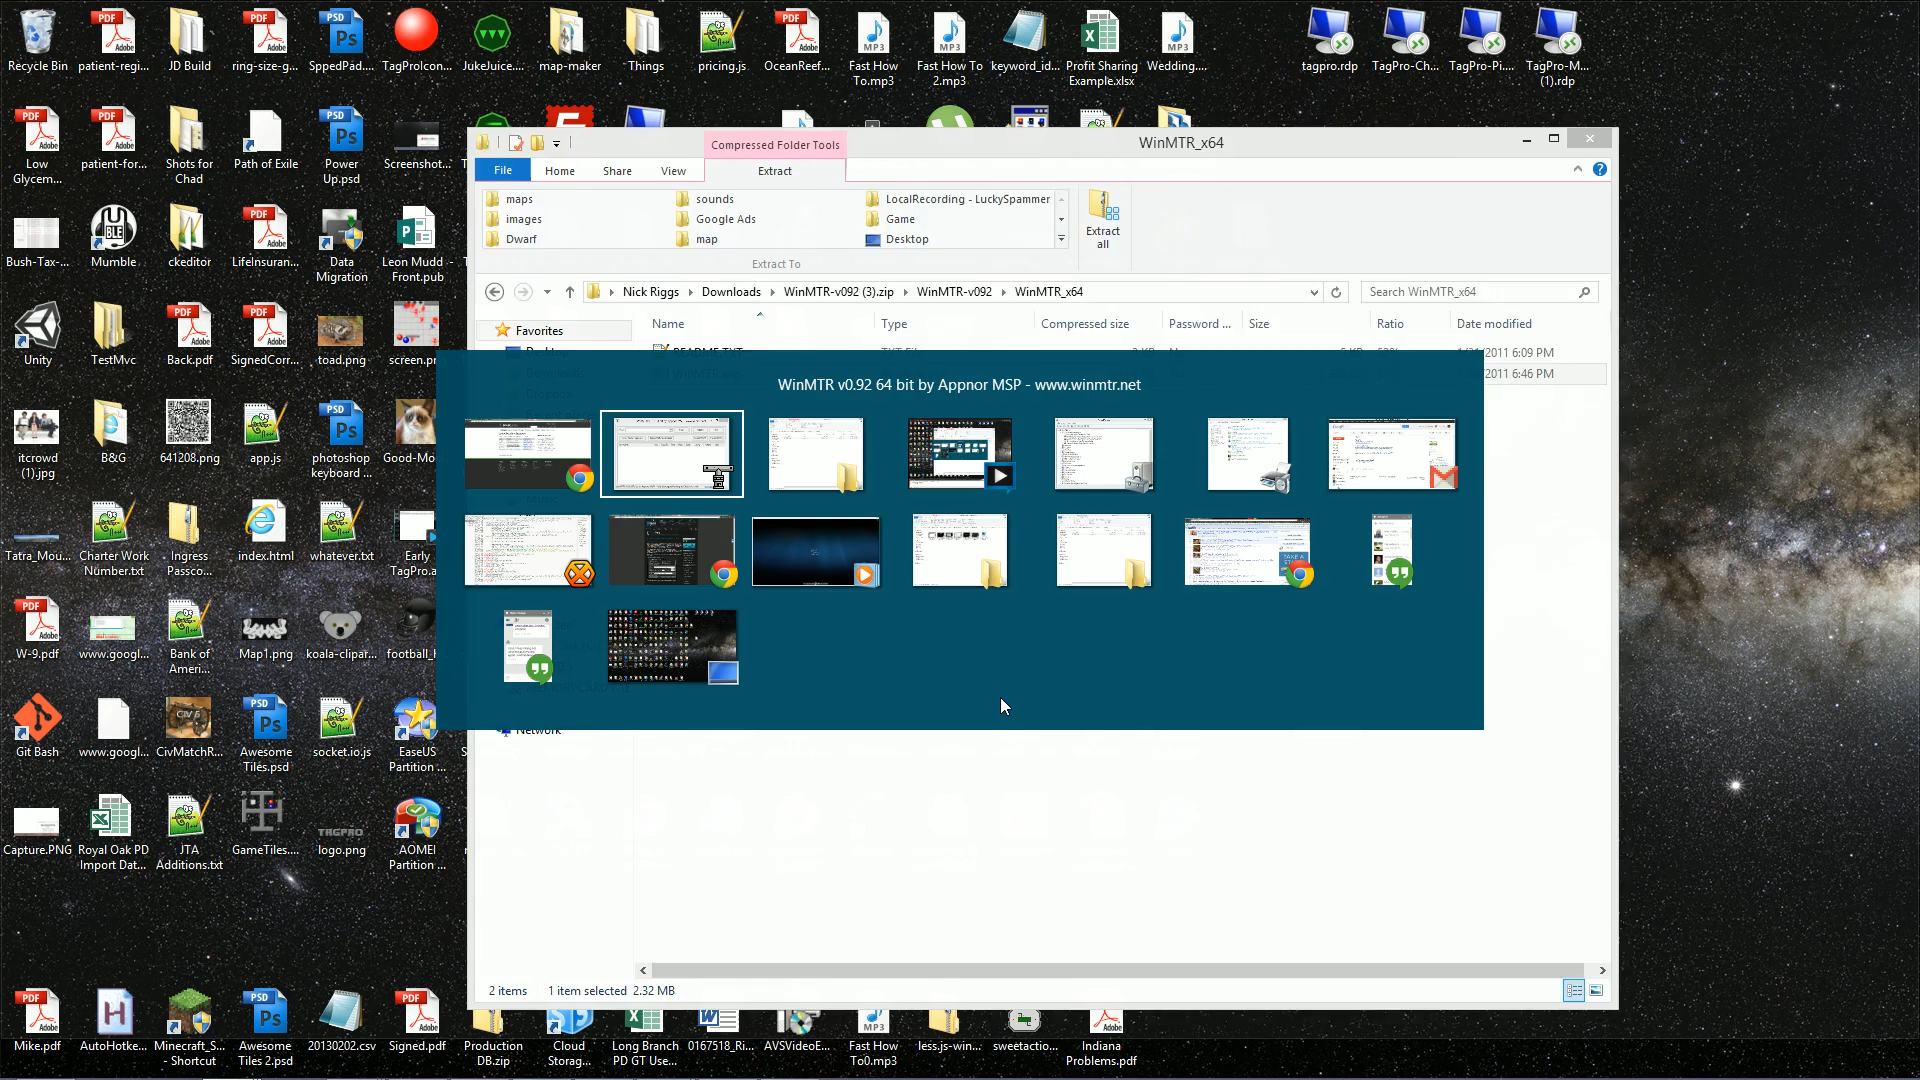 Recycle Bin
patient-regi...
JD Build
ring-size-g...
SppedPad....
TagProIcon...
JukeJuice....
map-maker
Things
pricing.js
OceanReef...
Fast How To.mp3
Fast How To 2.mp3
keyword_id...
Profit Sharing Example.xlsx
Wedding....
tagpro.rdp
TagPro-Ch...
TagPro-Pi....
TagPro-M... (1).rdp
Low Glycem...
patient-for...
Shots for Chad
Path of Exile
Power Up.psd
Screenshot...
Compressed Folder Tools
WinMTR_x64
File
Home
Share
View
Extract
maps
sounds
LocalRecording - LuckySpammer
images
Google Ads
Game
Dwarf
map
Desktop
Extract all
Extract To
Bush-Tax-...
Mumble
ckeditor
LifeInsuran...
Data Migration
Leon Mudd - Front.pub
Nick Riggs
Downloads
WinMTR-v092 (3).zip
WinMTR-v092
WinMTR_x64
Search WinMTR_x64
Favorites
Name
Type
Compressed size
Password ...
Size
Ratio
Date modified
2011 6:09 PM
2011 6:46 PM
Unity
TestMvc
Back.pdf
SignedCorr...
toad.png
screen.pn
WinMTR v0.92 64 bit by Appnor MSP - www.winmtr.net
itcrowd (1).jpg
B&G
641208.png
app.js
photoshop keyboard ...
Good-Mo
Tatra_Mou...
Charter Work Number.txt
Ingress Passco...
index.html
whatever.txt
Early TagPro.a
W-9.pdf
www.googl...
Bank of Ameri...
Map1.png
koala-clipar...
football_h
Network
Git Bash
www.googl...
CivMatchR...
Awesome Tiles.psd
socket.io.js
EaseUS Partition ...
Capture.PNG
Royal Oak PD Import Dat...
JTA Additions.txt
GameTiles....
logo.png
AOMEI Partition ...
2 items
1 item selected 2.32 MB
Mike.pdf
AutoHotke...
Minecraft_S... - Shortcut
Awesome Tiles 2.psd
20130202.csv
Signed.pdf
Production DB.zip
Cloud Storag...
Long Branch PD GT Use...
0167518_Ri...
AVSVideoE...
Fast How To0.mp3
less.js-win...
sweetactio...
Indiana Problems.pdf